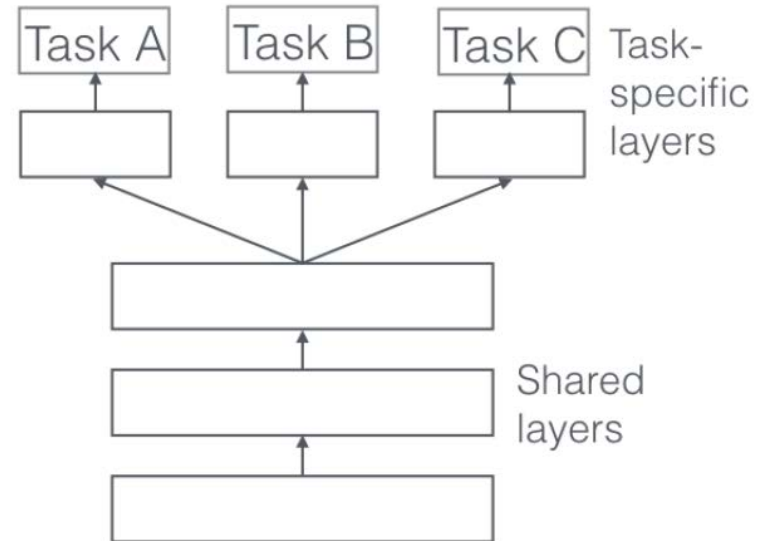 Task A
Task B
Task C
Task-
specific
layers
Shared
layers